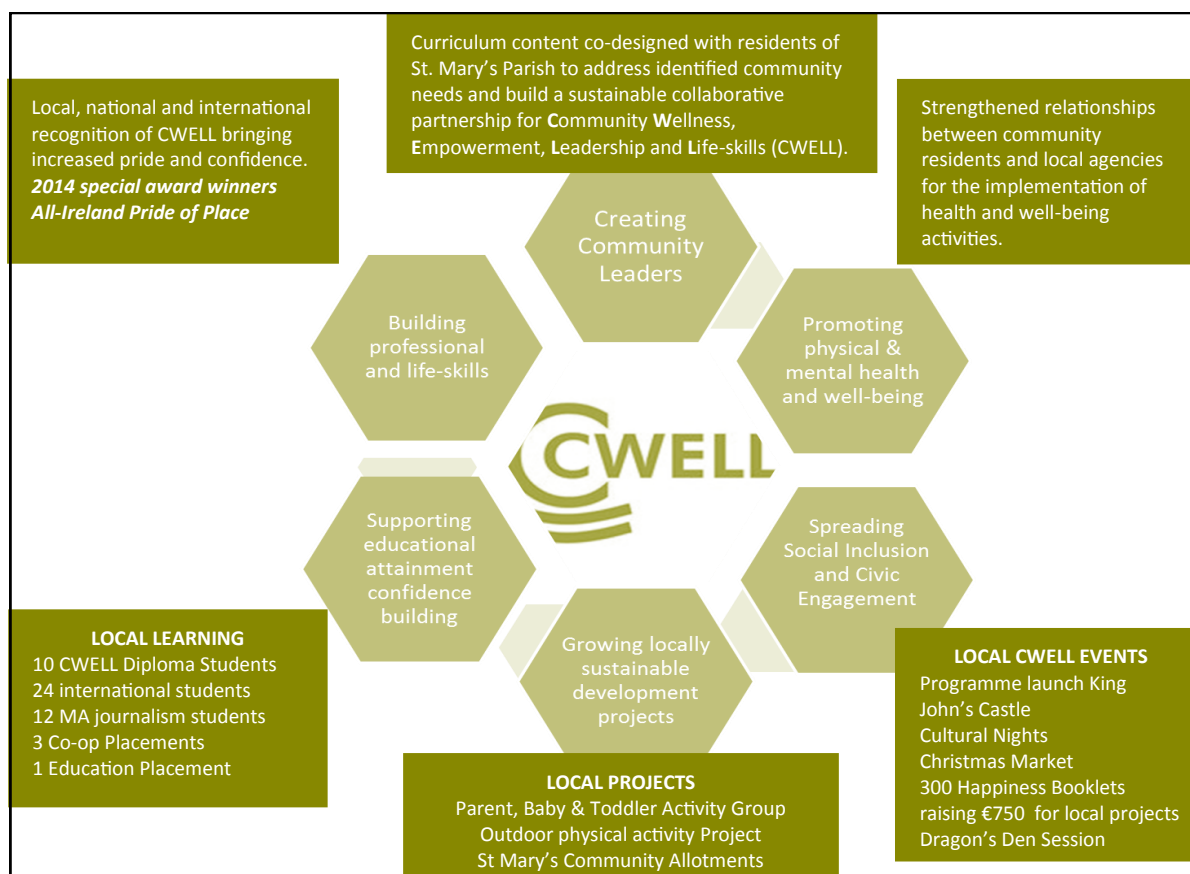 Curriculum content co-designed with residents of
St. Mary's Parish to address identified community
needs and build a sustainable collaborative
partnership for Community Wellness,
Empowerment, Leadership and Life-skills (CWELL).
Local, national and international
recognition of CWELL bringing
increased pride and confidence.
2014 special award winners
All-Ireland Pride of Place
Strengthened relationships
between community
residents and local agencies
for the implementation of
health and well-being
activities.
Creating
Community
Leaders
Building
professional
and life-skills
Promoting
physical &
mental health
and well-being
CWELL
Supporting
educational
attainment
confidence
building
Spreading
Social Inclusion
and Civic
Engagement
Growing locally
sustainable
development
projects
LOCAL LEARNING
10 CWELL Diploma Students
24 international students
12 MA journalism students
3 Co-op Placements
1 Education Placement
LOCAL PROJECTS
Parent, Baby & Toddler Activity Group
Outdoor physical activity Project
St Mary's Community Allotments
LOCAL CWELL EVENTS
Programme launch King
John's Castle
Cultural Nights
Christmas Market
300 Happiness Booklets
raising €750 for local projects
Dragon's Den Session